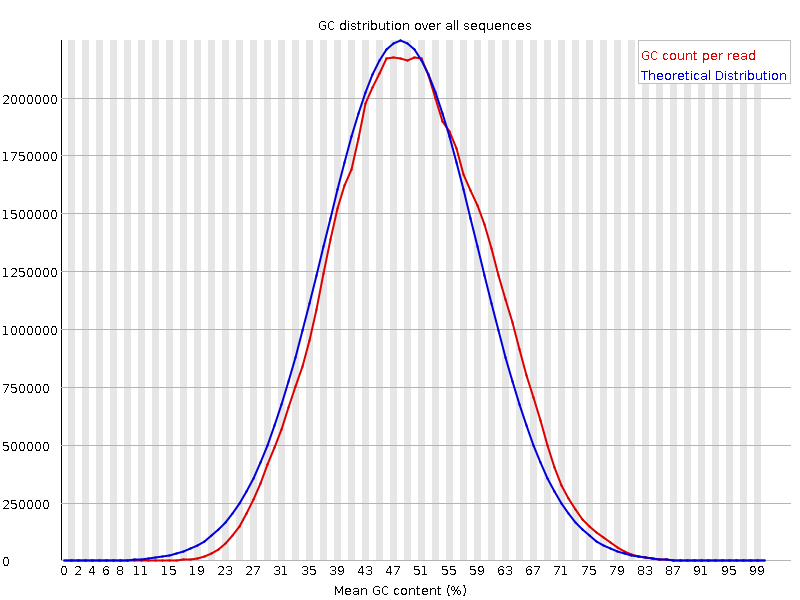 GC distribution over all sequences
GC count per read
Theoretical Distribution
2000000
1750000
1500000
1250000
1000000
750000
500000
250000
0
0 2 4 6 8 11 15 19 23 27 31 35 39 43 47 51 55 59 63 67 71 75 79 83 87 91 95 99
Mean GC content (%)